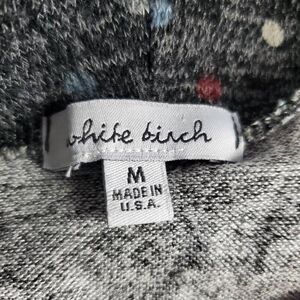 white birch
M
MADE IN
U.S.A.